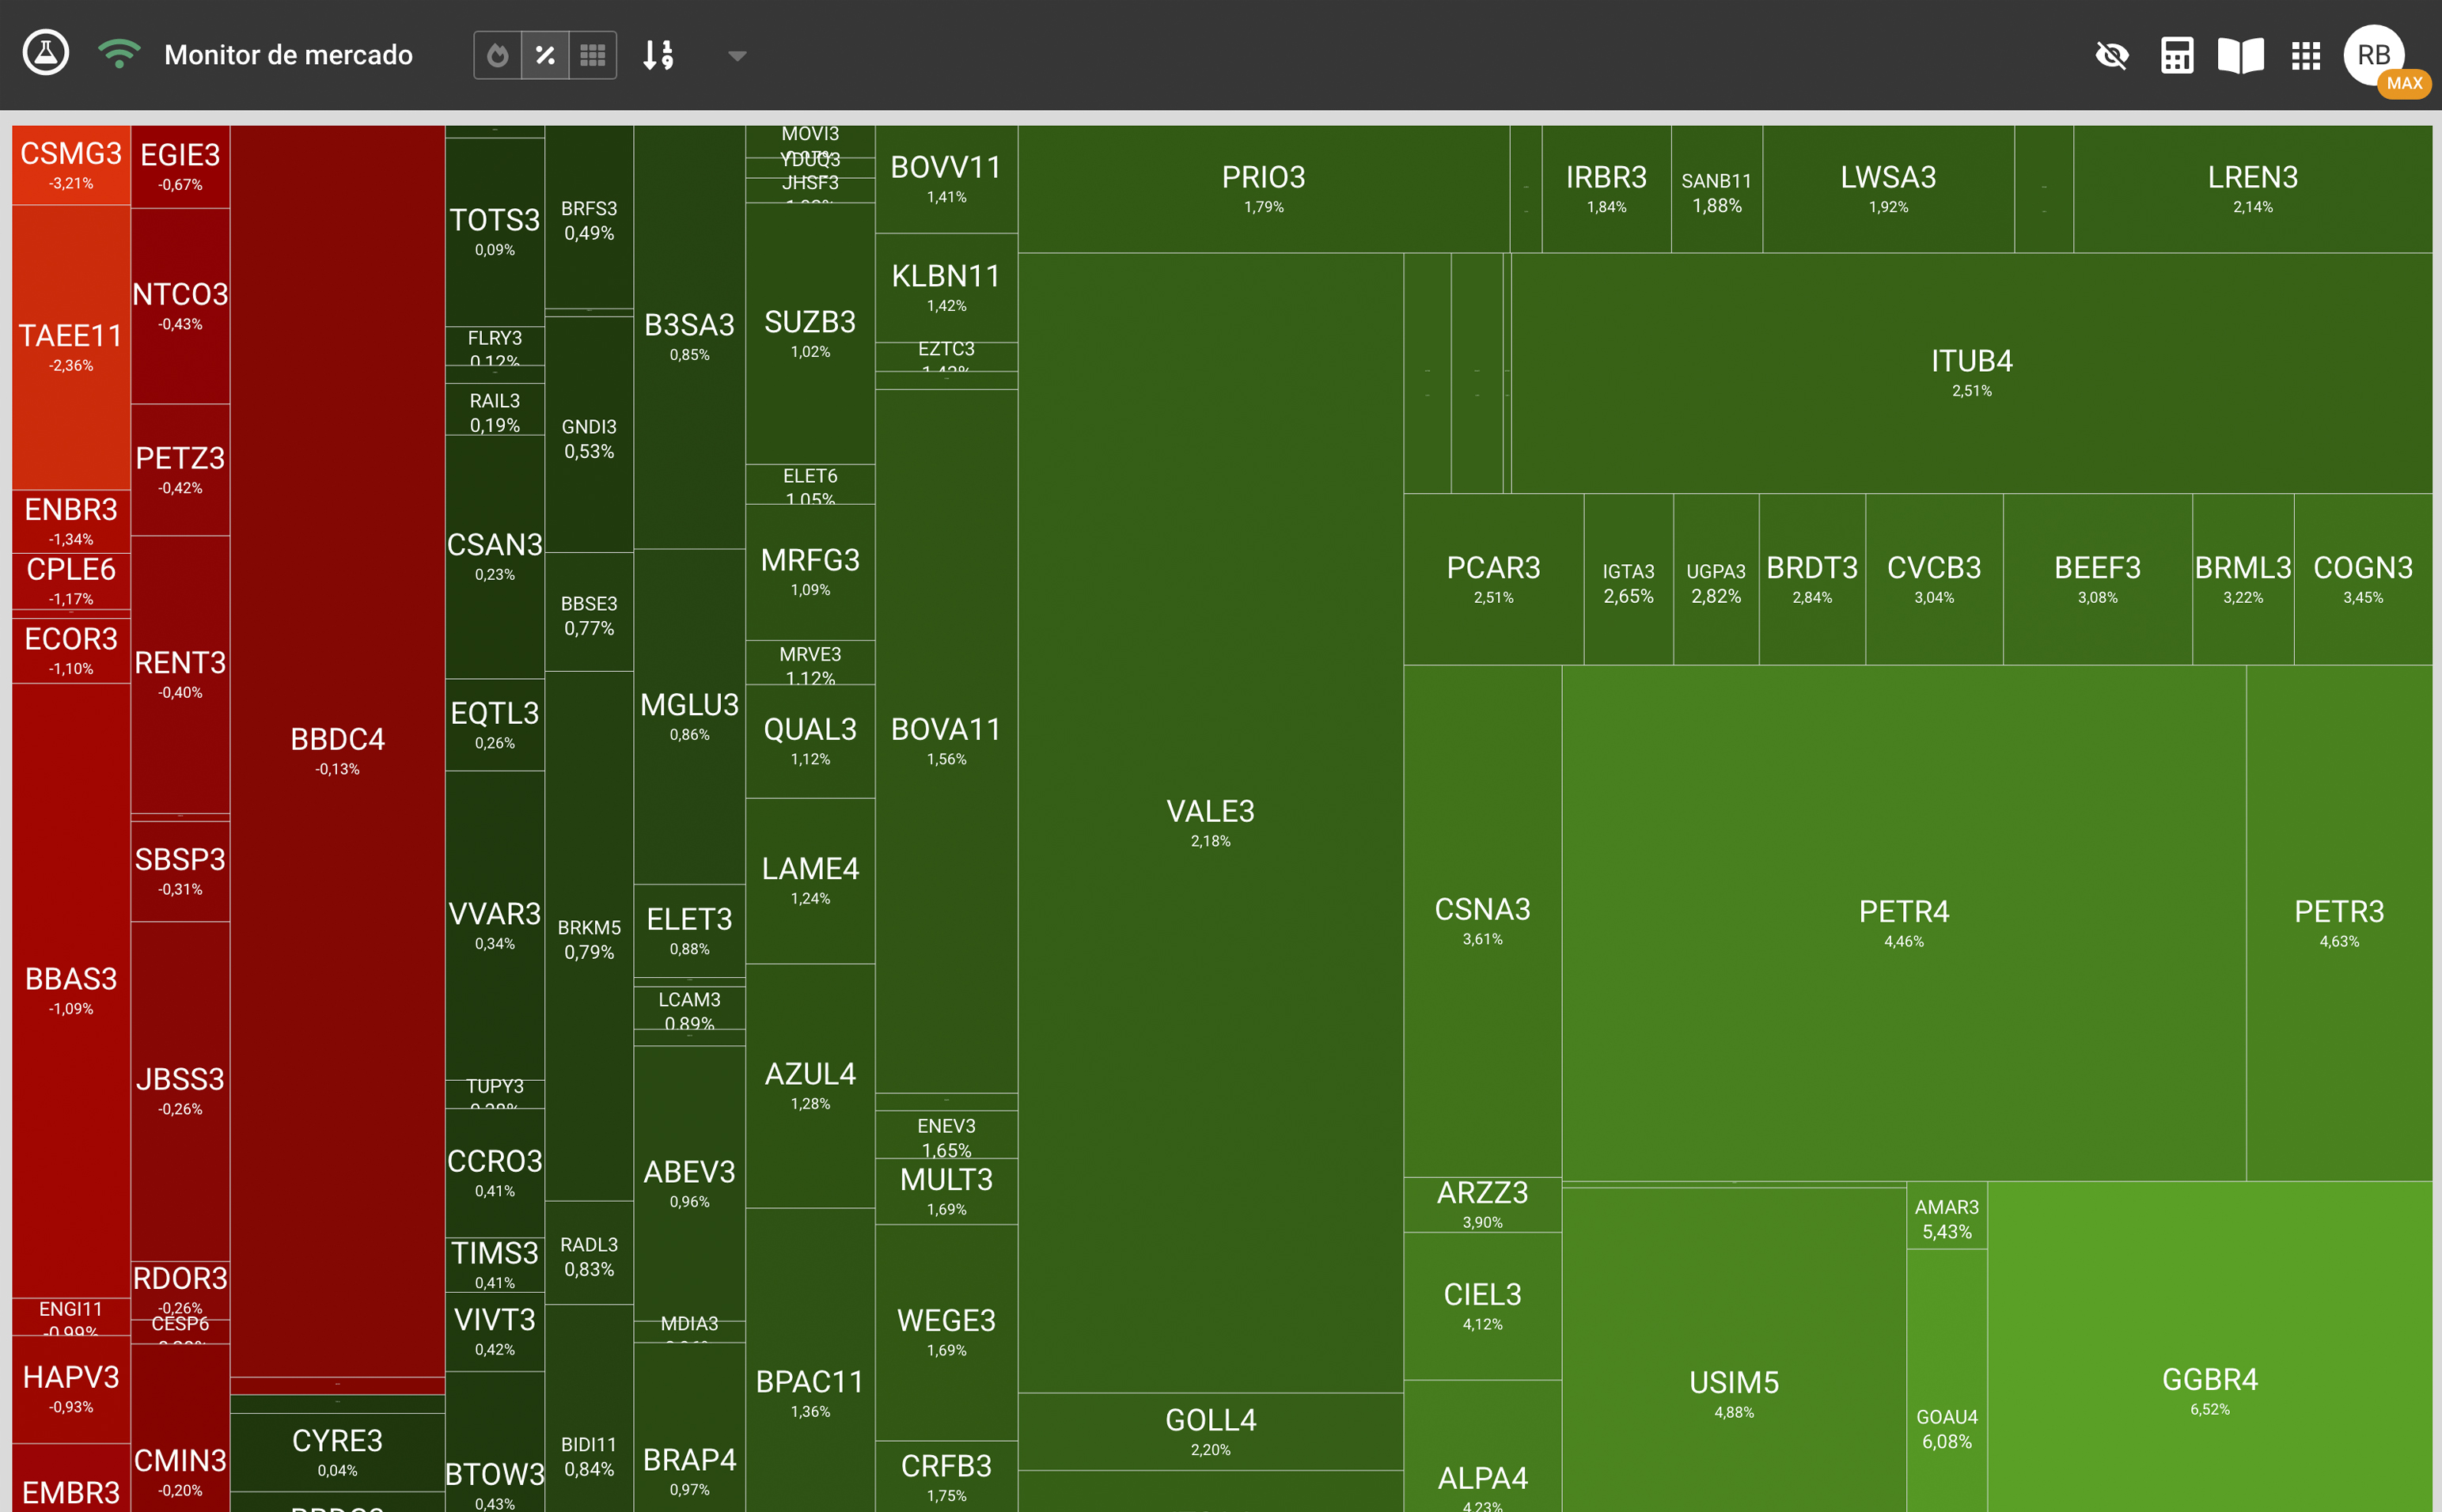 Monitor de mercado
RB
MAX
CSMG3
-3,21%
TAEE11
-2,36%
ENBR3
-1,34%
CPLE6
-1,17%
ECOR3
-1,10%
BBAS3
-1,09%
ENGI11
-0,99%
HAPV3
-0,93%
EMBR3
EGIE3
-0,67%
NTCO3
-0,43%
PETZ3
-0,42%
RENT3
-0,40%
SBSP3
-0,31%
JBSS3
-0,26%
RDOR3
-0,26%
CESP6
CMIN3
-0,20%
BBDC4
-0,13%
CYRE3
0,04%
TOTS3
0,09%
FLRY3
0,12%
RAIL3
0,19%
CSAN3
0,23%
EQTL3
0,26%
VVAR3
0,34%
TUPY3
CCRO3
0,41%
TIMS3
0,41%
VIVT3
0,42%
BTOW3
0,43%
BRFS3
0,49%
GNDI3
0,53%
BBSE3
0,77%
BRKM5
0,79%
RADL3
0,83%
BIDI11
0,84%
B3SA3
0,85%
MGLU3
0,86%
ELET3
0,88%
LCAM3
0,89%
ABEV3
0,96%
MDIA3
BRAP4
0,97%
MOVI3
YDUQ3
JHSF3
SUZB3
1,02%
ELET6
1,05%
MRFG3
1,09%
MRVE3
1,12%
QUAL3
1,12%
LAME4
1,24%
AZUL4
1,28%
BPAC11
1,36%
BOVV11
1,41%
KLBN11
1,42%
EZTC3
BOVA11
1,56%
ENEV3
1,65%
MULT3
1,69%
WEGE3
1,69%
CRFB3
1,75%
PRIO3
1,79%
IRBR3
1,84%
SANB11
1,88%
LWSA3
1,92%
LREN3
2,14%
VALE3
2,18%
GOLL4
2,20%
ITUB4
2,51%
PCAR3
2,51%
IGTA3
2,65%
UGPA3
2,82%
BRDT3
2,84%
CVCB3
3,04%
BEEF3
3,08%
BRML3
3,22%
COGN3
3,45%
CSNA3
3,61%
ARZZ3
3,90%
CIEL3
4,12%
ALPA4
4,23%
PETR4
4,46%
PETR3
4,63%
USIM5
4,88%
AMAR3
5,43%
GOAU4
6,08%
GGBR4
6,52%